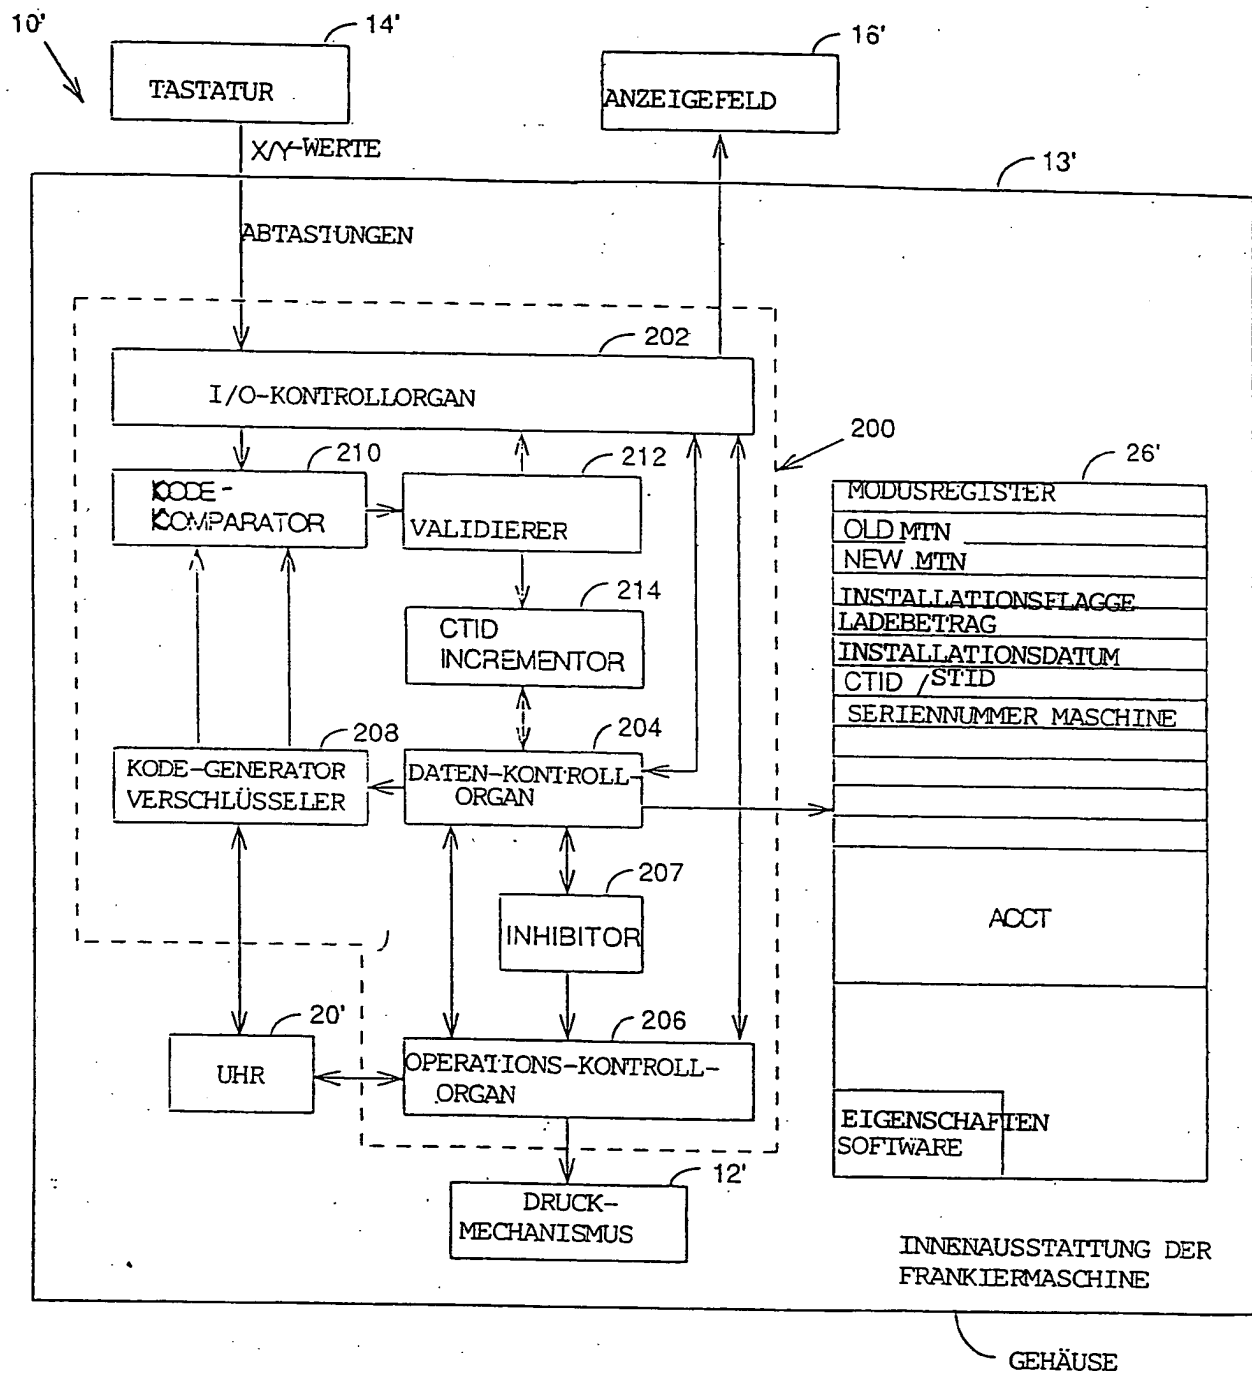 10'
14'
16'
TASTATUR
ANZEIGEFELD
X/Y-WERTE
13'
ABTASTUNGEN
202
I/O-KONTROLLORGAN
200
210
212
26'
KODE-
KOMPARATOR
VALIDIERER
MODUSREGISTER
OLD MTN
NEW MTN
INSTALLATIONSFLAGGE
LADEBETRAG
INSTALLATIONSDATUM
CTID / STID
SERIENNUMMER MASCHINE
214
CTID
INCREMENTOR
208
204
KODE-GENERATOR
VERSCHLÜSSELER
DATEN-KONTROLL-
ORGAN
207
INHIBITOR
ACCT
20'
206
UHR
OPERATIONS-KONTROLL-
ORGAN
EIGENSCHAFTEN
SOFTWARE
12'
DRUCK-
MECHANISMUS
INNENAUSSTATTUNG DER
FRANKIERMASCHINE
GEHÄUSE